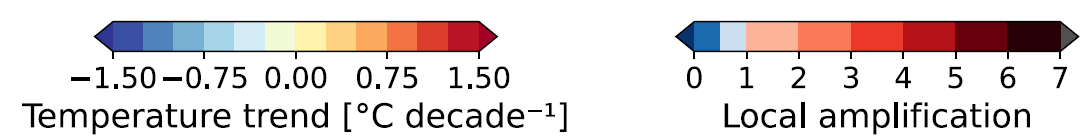 −1.50 −0.75 0.00 0.75 1.50
Temperature trend [°C decade⁻¹]
0 1 2 3 4 5 6 7
Local amplification